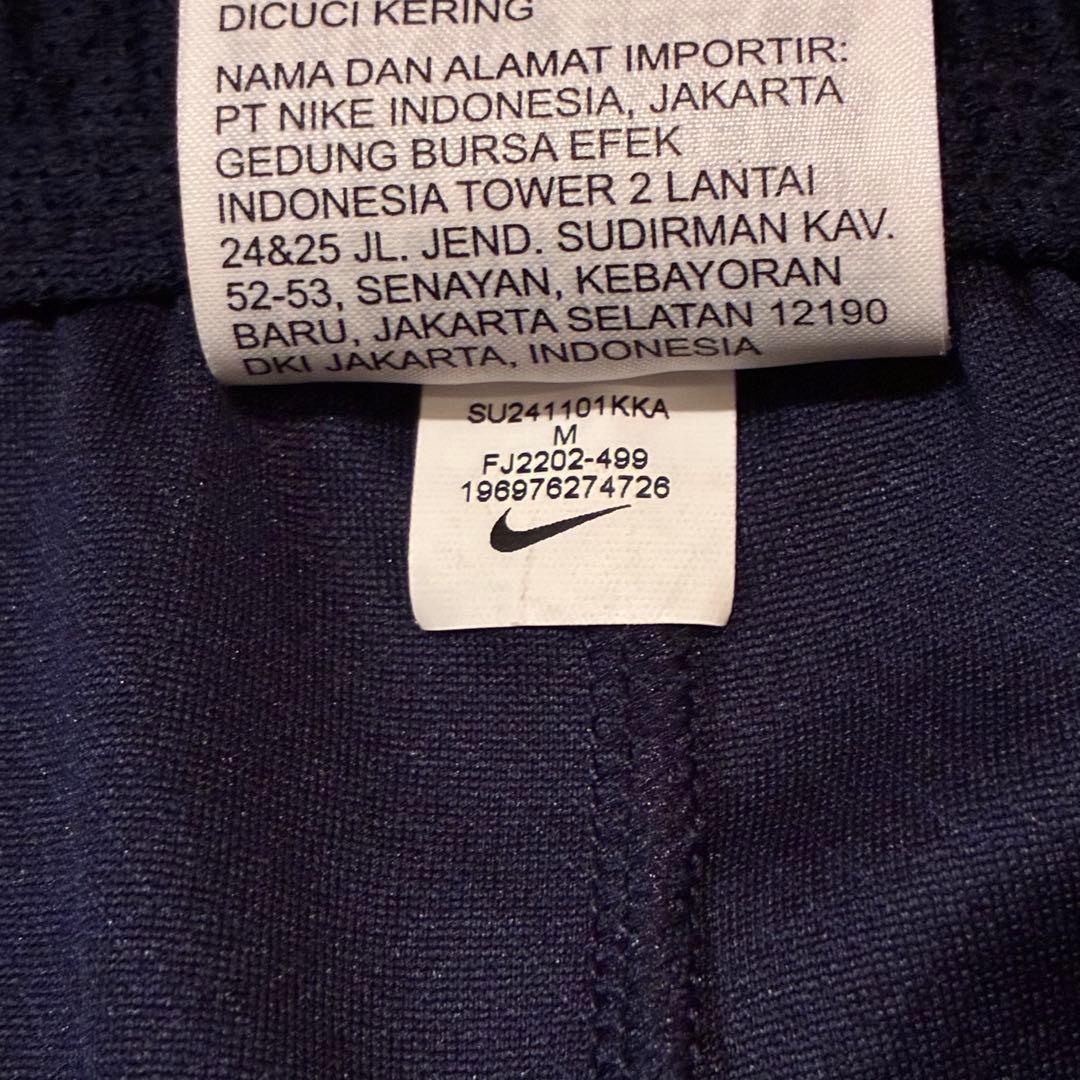 DICUCI KERING
NAMA DAN ALAMAT IMPORTIR:
PT NIKE INDONESIA, JAKARTA
GEDUNG BURSA EFEK
INDONESIA TOWER 2 LANTAI
24&25 JL. JEND. SUDIRMAN KAV.
52-53, SENAYAN, KEBAYORAN
BARU, JAKARTA SELATAN 12190
DKI JAKARTA, INDONESIA
SU241101KKA
M
FJ2202-499
196976274726